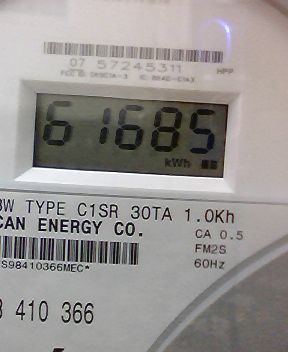 07 57245311
HPP
61685
kWh
3W TYPE C1SR 30TA 1.0Kh
CAN ENERGY CO.
CA 0.5
FM2S
S98410366MEC*
60Hz
410 366